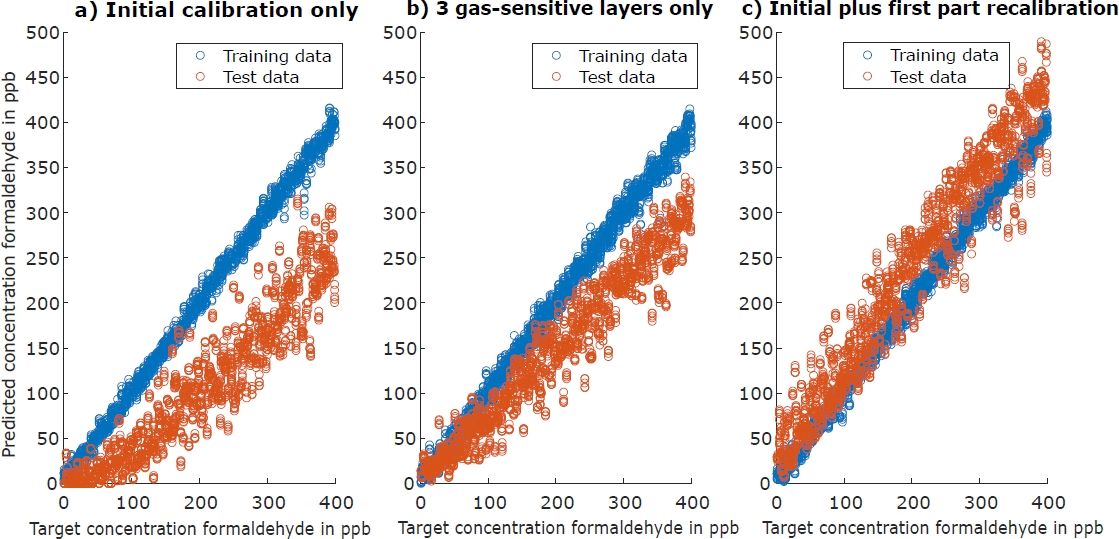 a) Initial calibration only
b) 3 gas-sensitive layers only
c) Initial plus first part recalibration
Predicted concentration formaldehyde in ppb
500
450
400
350
300
250
200
150
100
50
0
Training data
Test data
0 100 200 300 400
Target concentration formaldehyde in ppb
500
450
400
350
300
250
200
150
100
50
0
Training data
Test data
0 100 200 300 400
Target concentration formaldehyde in ppb
500
450
400
350
300
250
200
150
100
50
0
Training data
Test data
0 100 200 300 400
Target concentration formaldehyde in ppb